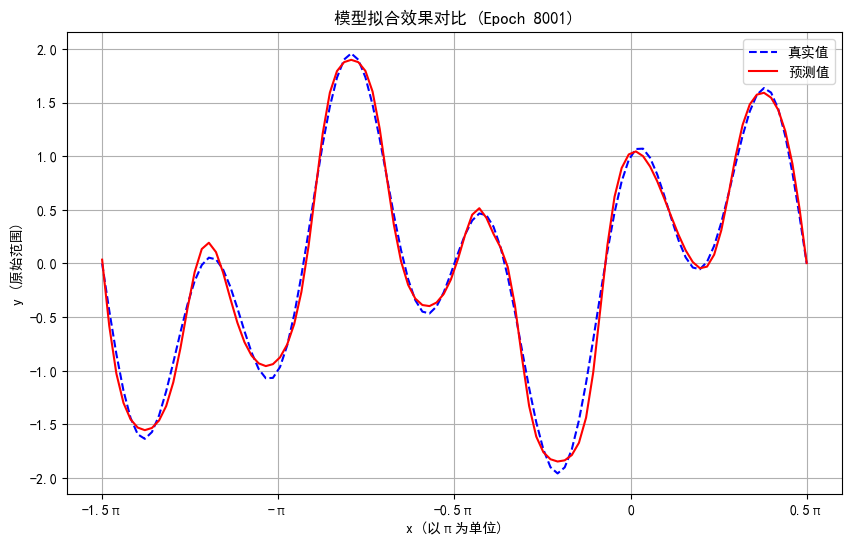 模型拟合效果对比 (Epoch 8001)
真实值
预测值
y (原始范围)
2.0
1.5
1.0
0.5
0.0
-0.5
-1.0
-1.5
-2.0
-1.5π
-π
-0.5π
0
0.5π
x (以π为单位)